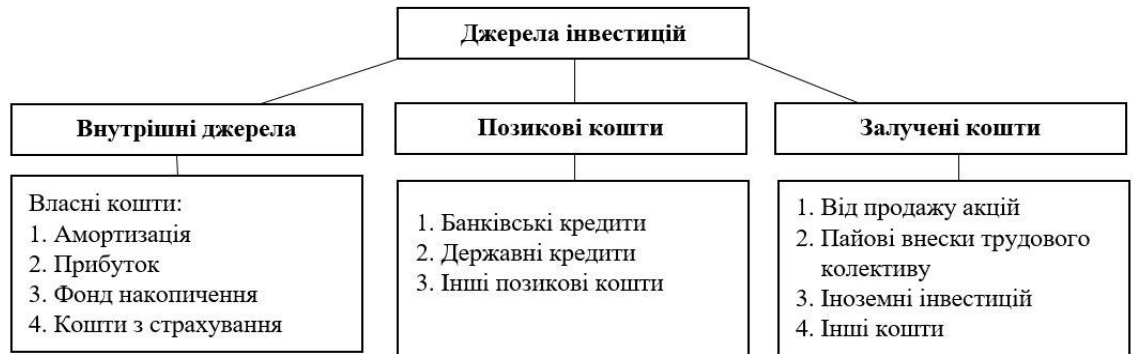 Джерела інвестицій
Внутрішні джерела
Позикові кошти
Залучені кошти
Власні кошти:
1. Амортизація
2. Прибуток
3. Фонд накопичення
4. Кошти з страхування
1. Банківські кредити
2. Державні кредити
3. Інші позикові кошти
1. Від продажу акцій
2. Пайові внески трудового
колективу
3. Іноземні інвестицій
4. Інші кошти